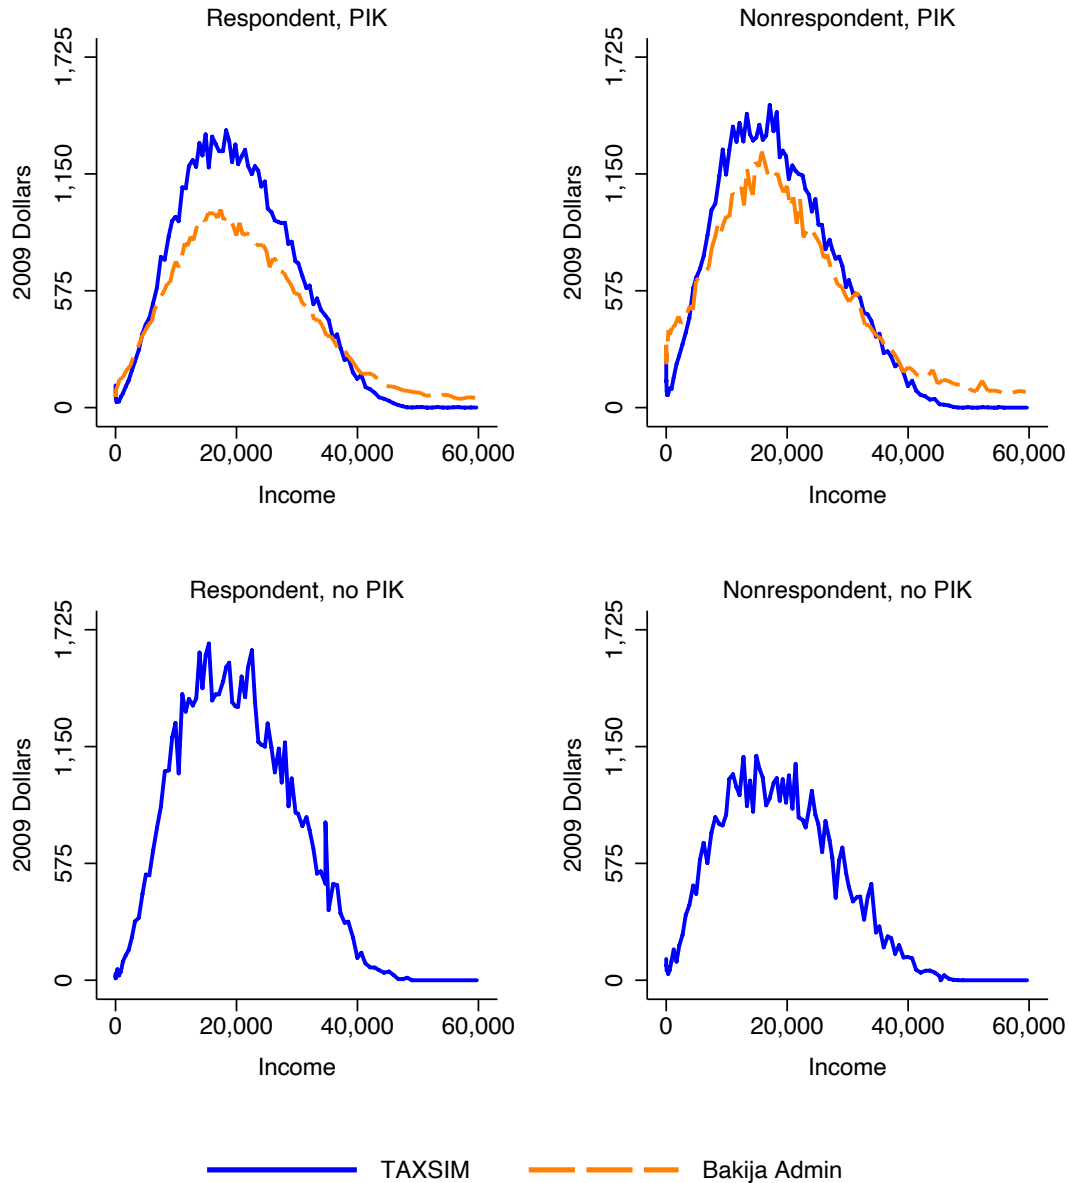 Respondent, PIK
2009 Dollars
1,725
1,150
575
0
0 20,000 40,000 60,000
Income
Nonrespondent, PIK
2009 Dollars
1,725
1,150
575
0
0 20,000 40,000 60,000
Income
Respondent, no PIK
2009 Dollars
1,725
1,150
575
0
0 20,000 40,000 60,000
Income
Nonrespondent, no PIK
2009 Dollars
1,725
1,150
575
0
0 20,000 40,000 60,000
Income
TAXSIM Bakija Admin